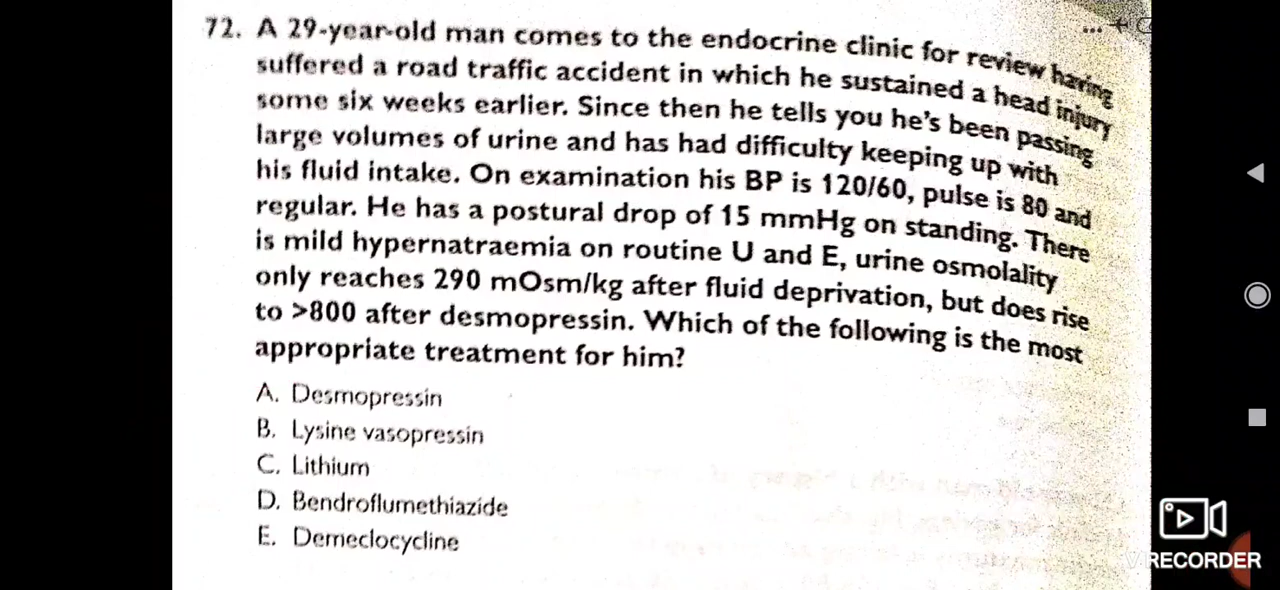 72. A 29-year-old man comes to the endocrine clinic for review having
suffered a road traffic accident in which he sustained a head injury
some six weeks earlier. Since then he tells you he's been passing
large volumes of urine and has had difficulty keeping up with
his fluid intake. On examination his BP is 120/60, pulse is 80 and
regular. He has a postural drop of 15 mmHg on standing. There
is mild hypernatraemia on routine U and E, urine osmolality
only reaches 290 mOsm/kg after fluid deprivation, but does rise
to >800 after desmopressin. Which of the following is the most
appropriate treatment for him?
A. Desmopressin
B. Lysine vasopressin
C. Lithium
D. Bendroflumethiazide
E. Demeclocycline
RECORDER